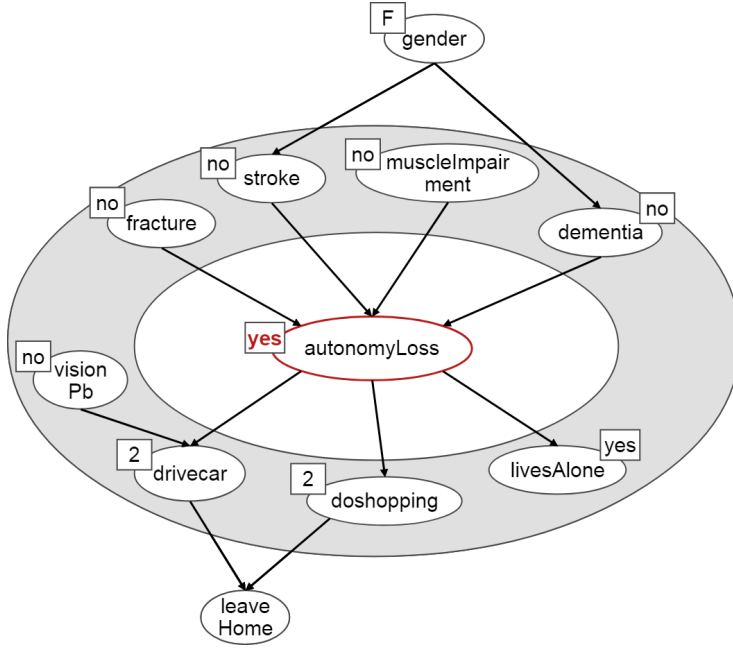 F
gender
no
stroke
no
muscleImpair
ment
no
fracture
no
dementia
yes
autonomyLoss
no
vision
Pb
2
drivecar
2
doshopping
yes
livesAlone
leave
Home